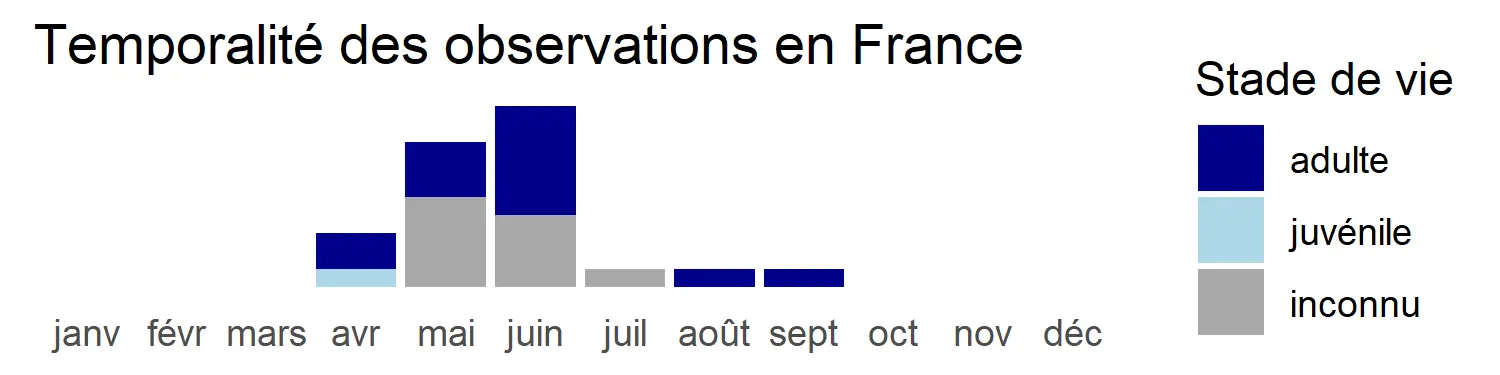 Temporalité des observations en France
janv févr mars avr mai juin juil août sept oct nov déc
Stade de vie
adulte
juvénile
inconnu